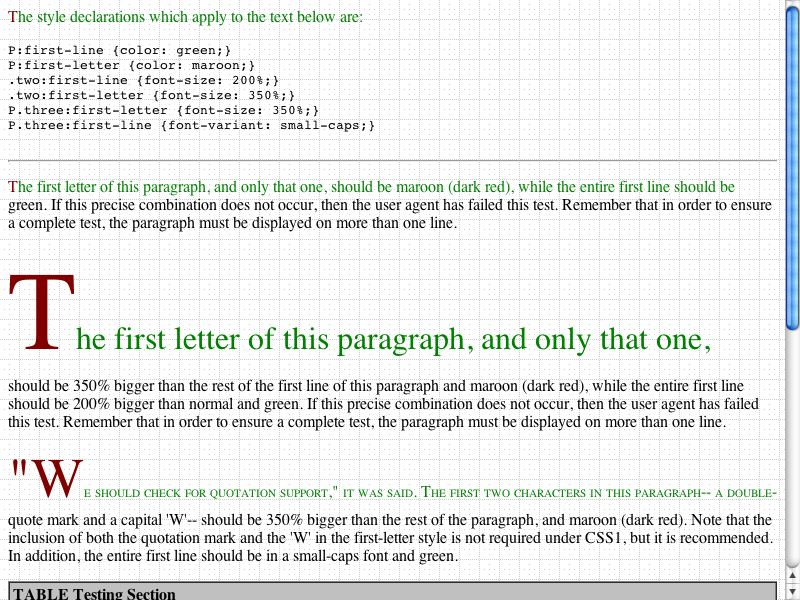 The style declarations which apply to the text below are:
P:first-line {color: green;}
P:first-letter {color: maroon;}
.two:first-line {font-size: 200%;}
.two:first-letter {font-size: 350%;}
P.three:first-letter {font-size: 350%;}
P.three:first-line {font-variant: small-caps;}
The first letter of this paragraph, and only that one, should be maroon (dark red), while the entire first line should be
green. If this precise combination does not occur, then the user agent has failed this test. Remember that in order to ensure
a complete test, the paragraph must be displayed on more than one line.
The first letter of this paragraph, and only that one,
should be 350% bigger than the rest of the first line of this paragraph and maroon (dark red), while the entire first line
should be 200% bigger than normal and green. If this precise combination does not occur, then the user agent has failed
this test. Remember that in order to ensure a complete test, the paragraph must be displayed on more than one line.
"We should check for quotation support," it was said. The first two characters in this paragraph-- a double-
quote mark and a capital 'W'-- should be 350% bigger than the rest of the paragraph, and maroon (dark red). Note that the
inclusion of both the quotation mark and the 'W' in the first-letter style is not required under CSS1, but it is recommended.
In addition, the entire first line should be in a small-caps font and green.
TABLE Testing Section